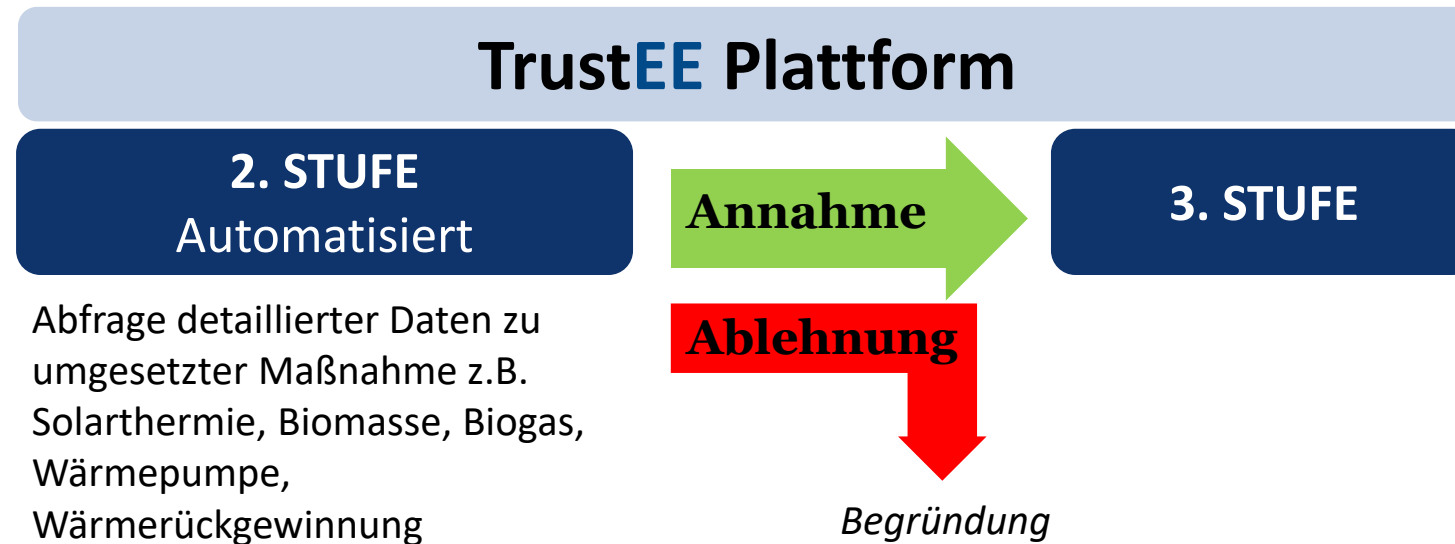 TrustEE Plattform
2. STUFE
Automatisiert
Annahme
3. STUFE
Abfrage detaillierter Daten zu
umgesetzter Maßnahme z.B.
Solarthermie, Biomasse, Biogas,
Wärmepumpe,
Wärmerückgewinnung
Ablehnung
Begründung